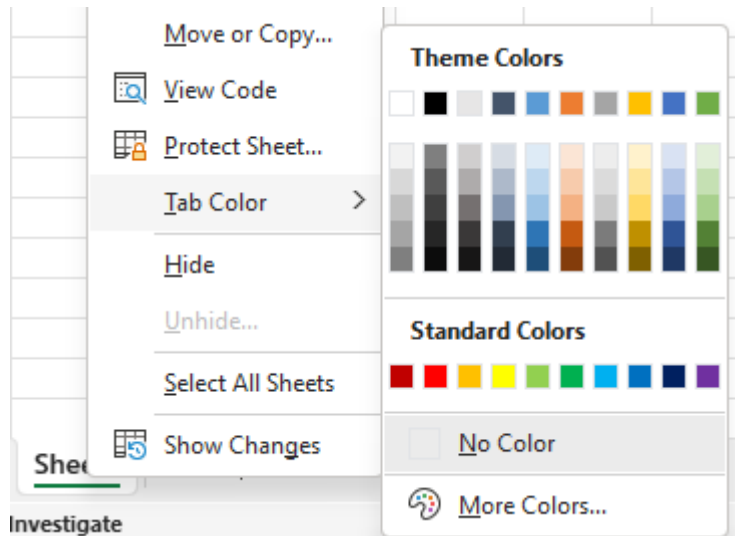 Move or Copy...
View Code
Protect Sheet...
Tab Color
Hide
Unhide...
Select All Sheets
Show Changes
Theme Colors
Standard Colors
No Color
More Colors...
Investigate